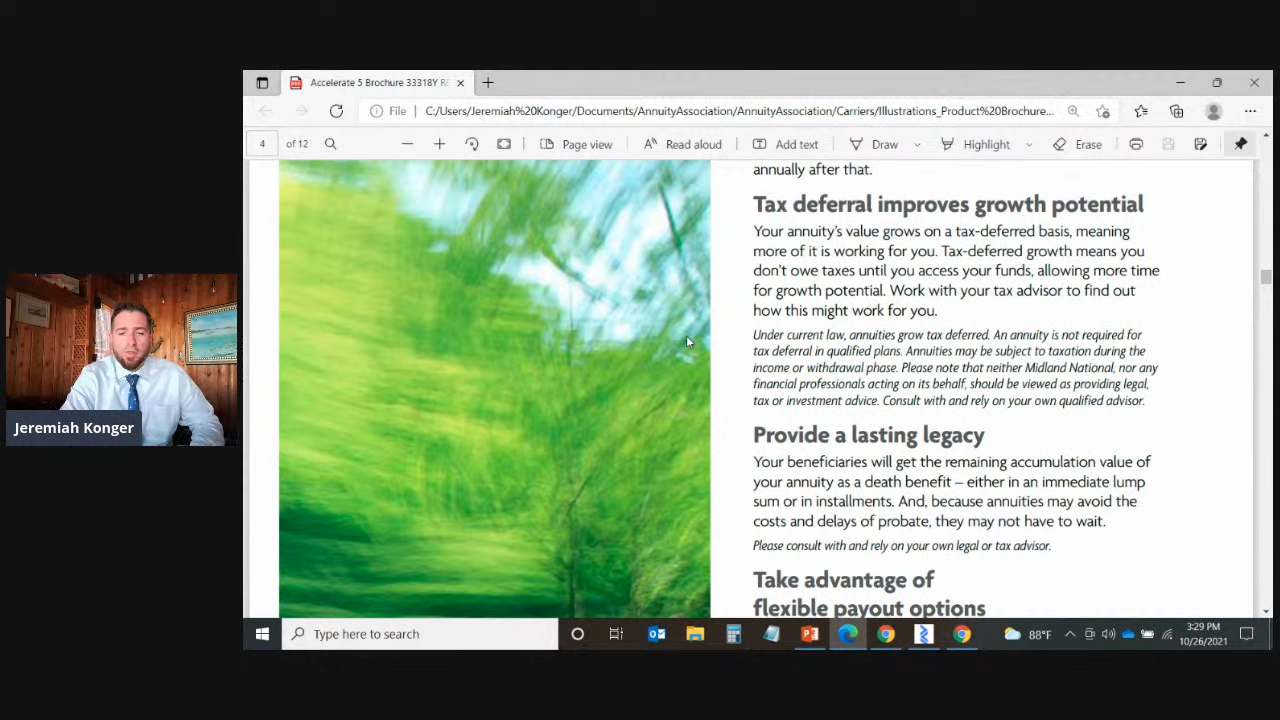 Accelerate 5 Brochure 33318Y RE
File
C:/Users/Jeremiah%20Konger/Documents/AnnuityAssociation/AnnuityAssociation/Carriers/Illustrations_Product%20Brochure...
4 of 12
Page view
Read aloud
Add text
Draw
Highlight
Erase
annually after that.
Tax deferral improves growth potential
Your annuity's value grows on a tax-deferred basis, meaning
more of it is working for you. Tax-deferred growth means you
don't owe taxes until you access your funds, allowing more time
for growth potential. Work with your tax advisor to find out
how this might work for you.
Under current law, annuities grow tax deferred. An annuity is not required for
tax deferral in qualified plans. Annuities may be subject to taxation during the
income or withdrawal phase. Please note that neither Midland National, nor any
financial professionals acting on its behalf, should be viewed as providing legal,
tax or investment advice. Consult with and rely on your own qualified advisor.
Provide a lasting legacy
Your beneficiaries will get the remaining accumulation value of
your annuity as a death benefit – either in an immediate lump
sum or in installments. And, because annuities may avoid the
costs and delays of probate, they may not have to wait.
Please consult with and rely on your own legal or tax advisor.
Take advantage of
flexible payout options
Jeremiah Konger
Type here to search
88°F
3:29 PM
10/26/2021